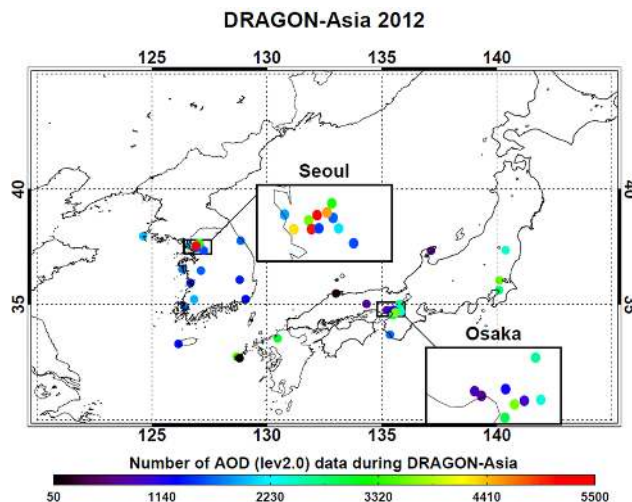 DRAGON-Asia 2012
125 130 135 140
40 40
Seoul
35 35
Osaka
125 130 135 140
Number of AOD (lev2.0) data during DRAGON-Asia
50 1140 2230 3320 4410 5500